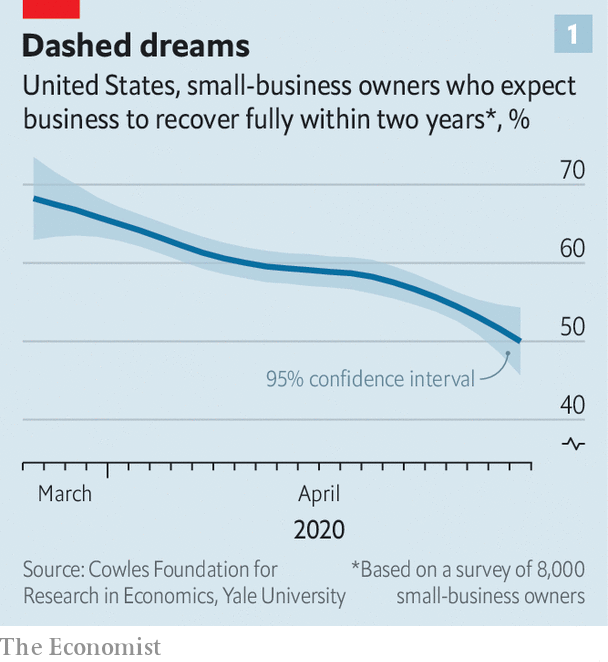 1
Dashed dreams
United States, small-business owners who expect
business to recover fully within two years*, %
70
60
50
95% confidence interval
40
March
April
2020
Source: Cowles Foundation for
Research in Economics, Yale University
*Based on a survey of 8,000
small-business owners
The Economist